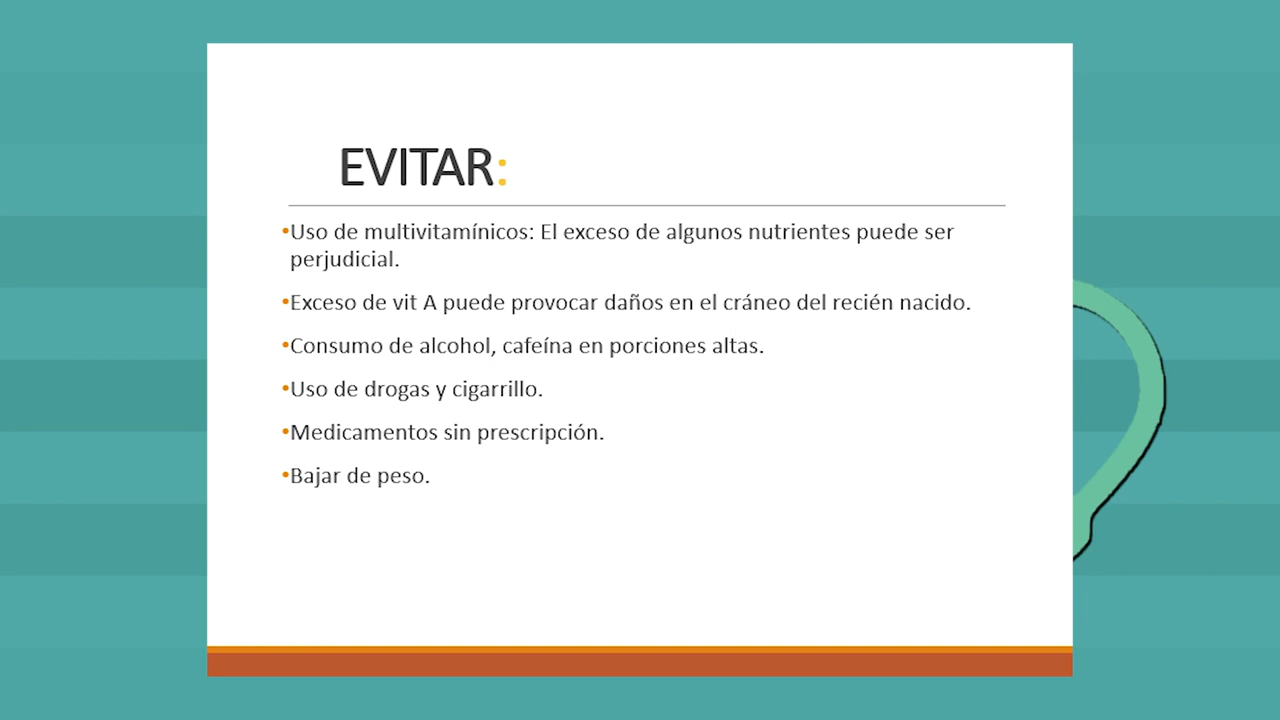 EVITAR:
•Uso de multivitamínicos: El exceso de algunos nutrientes puede ser
perjudicial.
•Exceso de vit A puede provocar daños en el cráneo del recién nacido.
•Consumo de alcohol, cafeína en porciones altas.
•Uso de drogas y cigarrillo.
•Medicamentos sin prescripción.
•Bajar de peso.